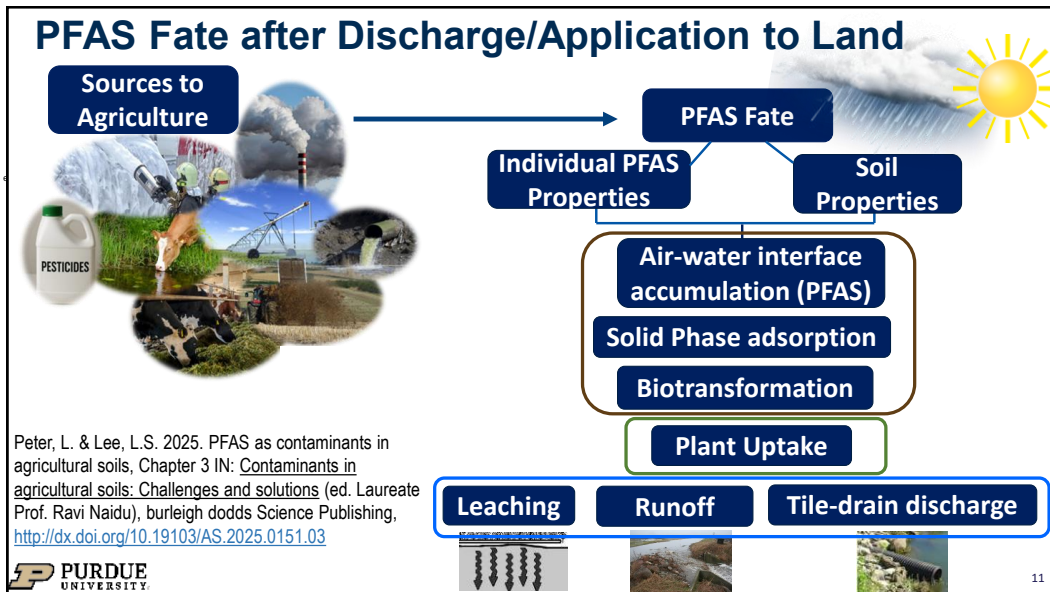 PFAS Fate after Discharge/Application to Land
Sources to
Agriculture
PESTICIDES
PFAS Fate
Individual PFAS
Properties
Soil
Properties
Air-water interface
accumulation (PFAS)
Solid Phase adsorption
Biotransformation
Plant Uptake
Leaching
Runoff
Tile-drain discharge
Peter, L. & Lee, L.S. 2025. PFAS as contaminants in
agricultural soils, Chapter 3 IN: Contaminants in
agricultural soils: Challenges and solutions (ed. Laureate
Prof. Ravi Naidu), burleigh dodds Science Publishing,
http://dx.doi.org/10.19103/AS.2025.0151.03
PURDUE
UNIVERSITY
11